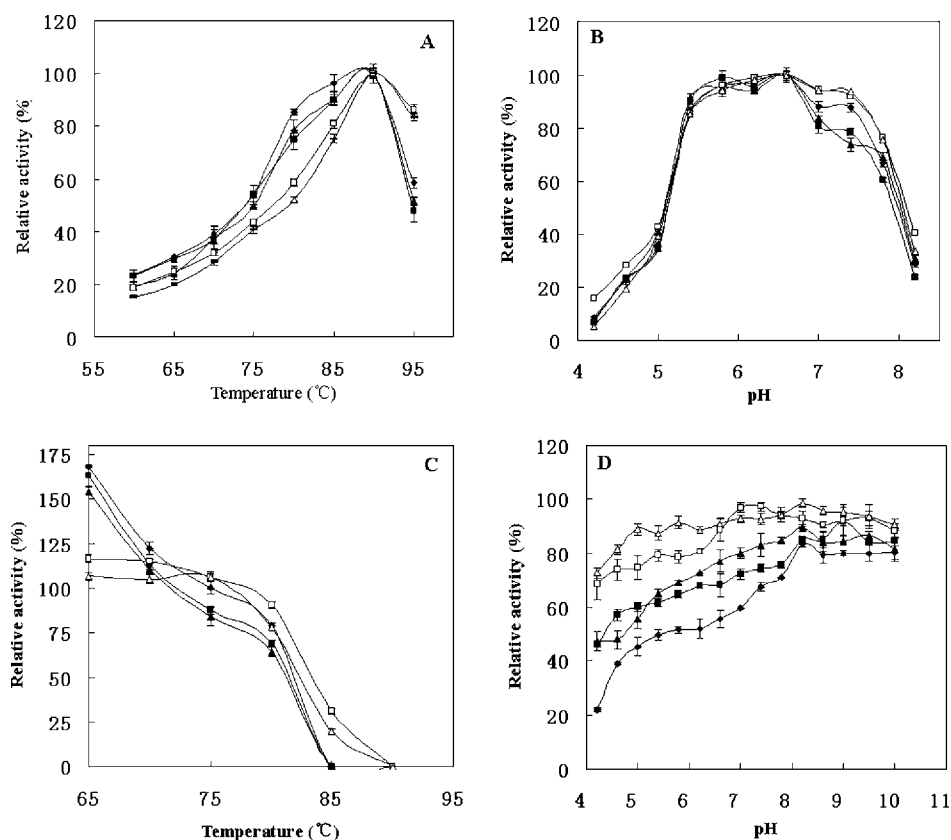 A
Relative activity (%)
120
100
80
60
40
20
0
55 65 75 85 95
Temperature (℃)
B
Relative activity (%)
120
100
80
60
40
20
0
4 5 6 7 8
pH
C
Relative activity (%)
175
150
125
100
75
50
25
0
65 75 85 95
Temperature (℃)
D
Relative activity (%)
120
100
80
60
40
20
0
4 5 6 7 8 9 10 11
pH